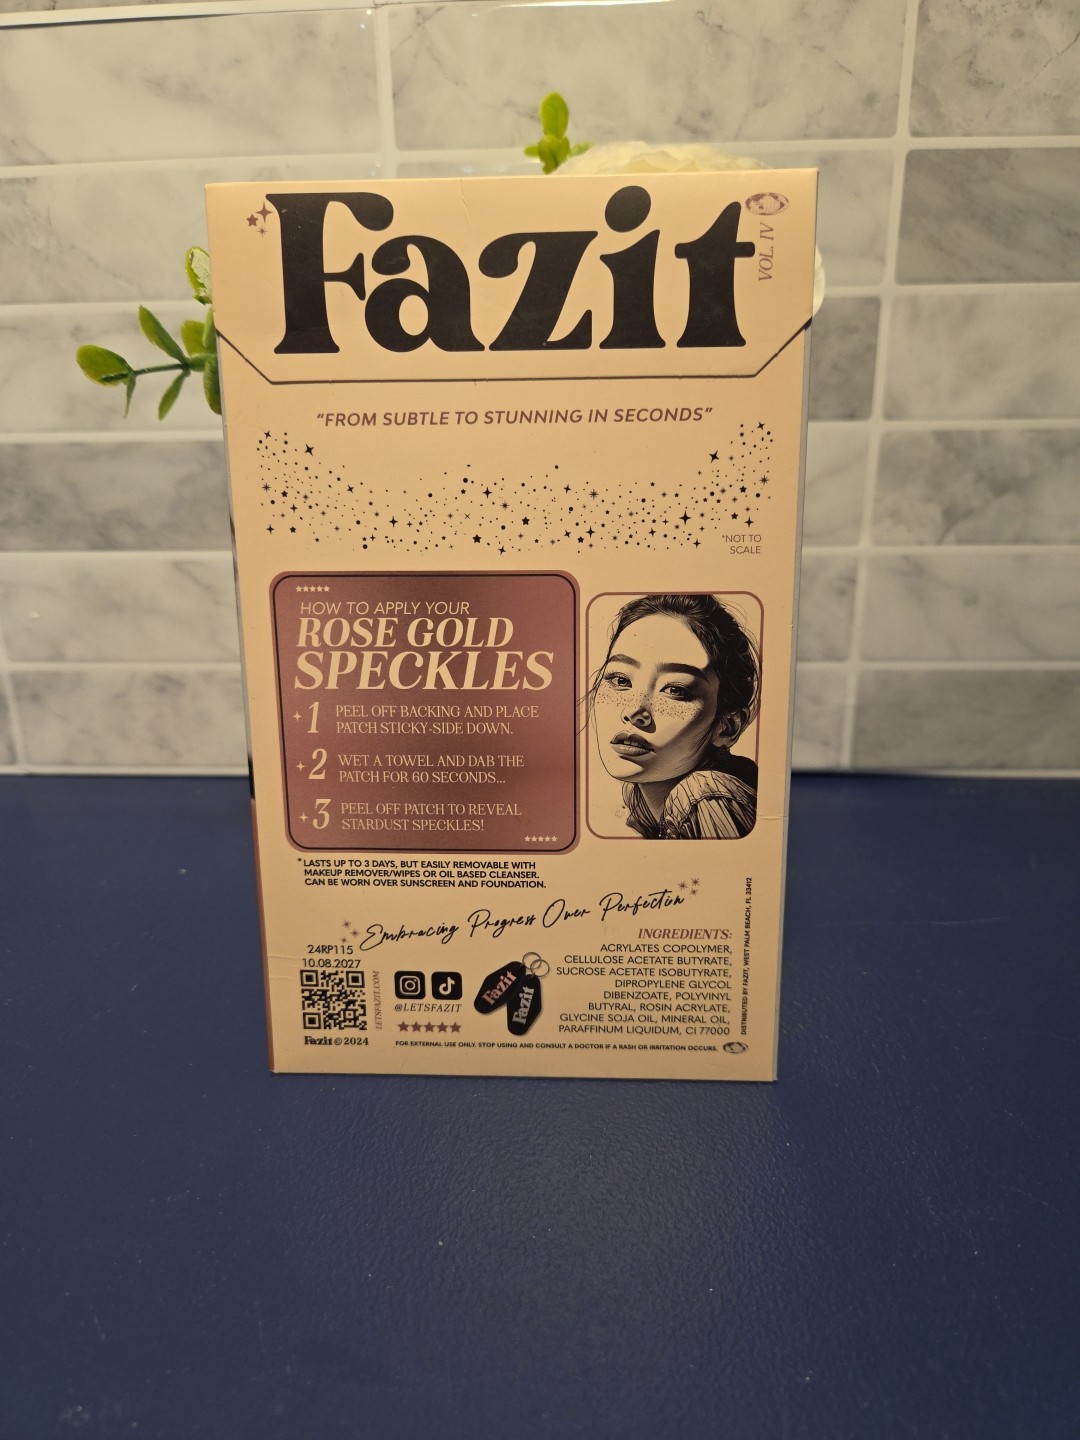 Fazit
VOL. IV
"FROM SUBTLE TO STUNNING IN SECONDS"
*NOT TO
SCALE
HOW TO APPLY YOUR
ROSE GOLD
SPECKLES
1 PEEL OFF BACKING AND PLACE
PATCH STICKY-SIDE DOWN.
2 WET A TOWEL AND DAB THE
PATCH FOR 60 SECONDS...
3 PEEL OFF PATCH TO REVEAL
STARDUST SPECKLES!
*LASTS UP TO 3 DAYS, BUT EASILY REMOVABLE WITH
MAKEUP REMOVER/WIPES OR OIL BASED CLEANSER.
CAN BE WORN OVER SUNSCREEN AND FOUNDATION.
Embracing Progress Over Perfection
24RP115
10.08.2027
LETSFAZIT.COM
Fazit © 2024
@LETSFAZIT
Fazit
Fazit
INGREDIENTS:
ACRYLATES COPOLYMER,
CELLULOSE ACETATE BUTYRATE,
SUCROSE ACETATE ISOBUTYRATE,
DIPROPYLENE GLYCOL
DIBENZOATE, POLYVINYL
BUTYRAL, ROSIN ACRYLATE,
GLYCINE SOJA OIL, MINERAL OIL,
PARAFFINUM LIQUIDUM, CI 77000
DISTRIBUTED BY FAZIT, WEST PALM BEACH, FL 33412
FOR EXTERNAL USE ONLY. STOP USING AND CONSULT A DOCTOR IF A RASH OR IRRITATION OCCURS.